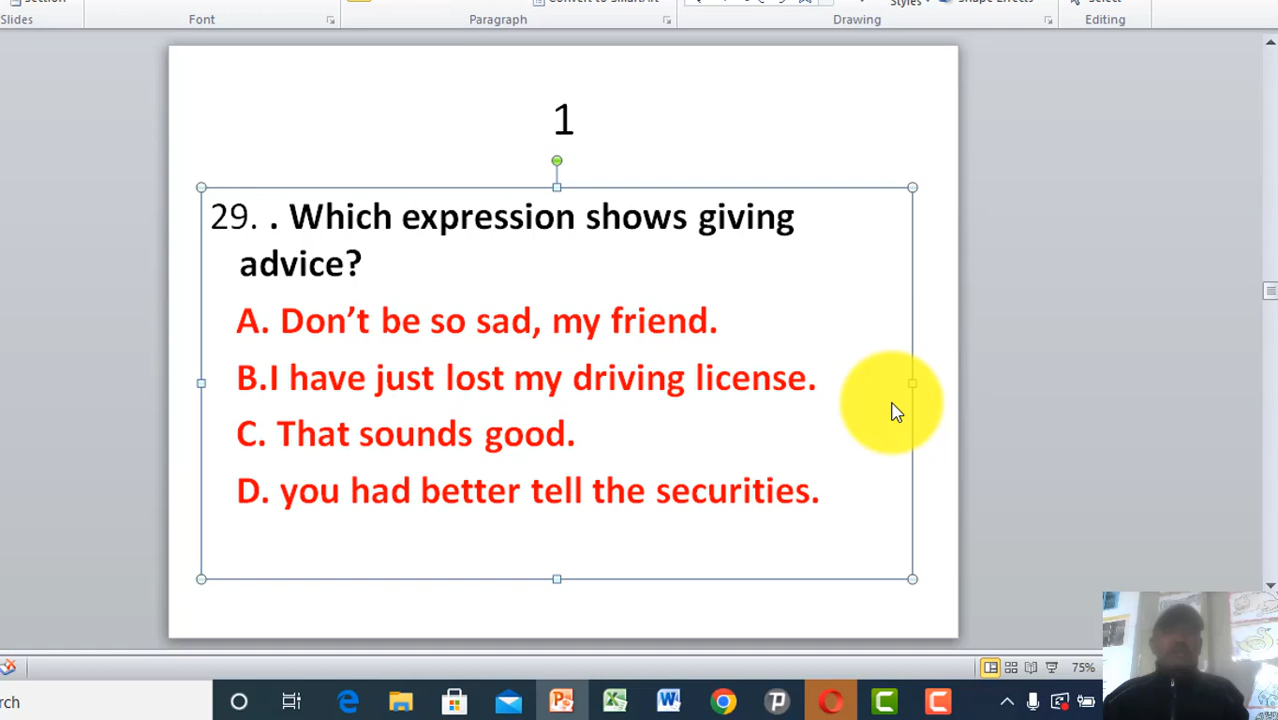 Slides
Font
Paragraph
Drawing
Editing
1
29. . Which expression shows giving
advice?
A. Don’t be so sad, my friend.
B.I have just lost my driving license.
C. That sounds good.
D. you had better tell the securities.
75%
rch